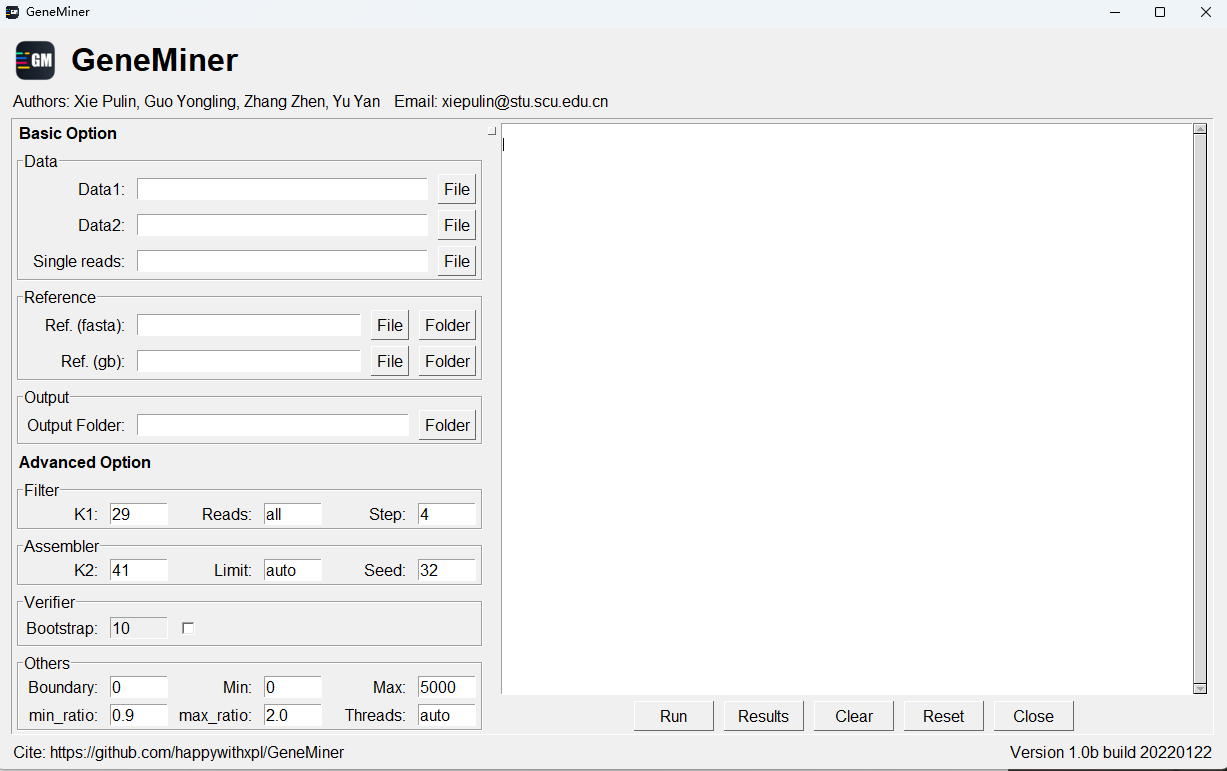 GeneMiner
GM GeneMiner
Authors: Xie Pulin, Guo Yongling, Zhang Zhen, Yu Yan Email: xiepulin@stu.scu.edu.cn
Basic Option
Data
Data1: File
Data2: File
Single reads: File
Reference
Ref. (fasta): File Folder
Ref. (gb): File Folder
Output
Output Folder: Folder
Advanced Option
Filter
K1: 29 Reads: all Step: 4
Assembler
K2: 41 Limit: auto Seed: 32
Verifier
Bootstrap: 10
Others
Boundary: 0 Min: 0 Max: 5000
min_ratio: 0.9 max_ratio: 2.0 Threads: auto
Run Results Clear Reset Close
Cite: https://github.com/happywithxpl/GeneMiner Version 1.0b build 20220122